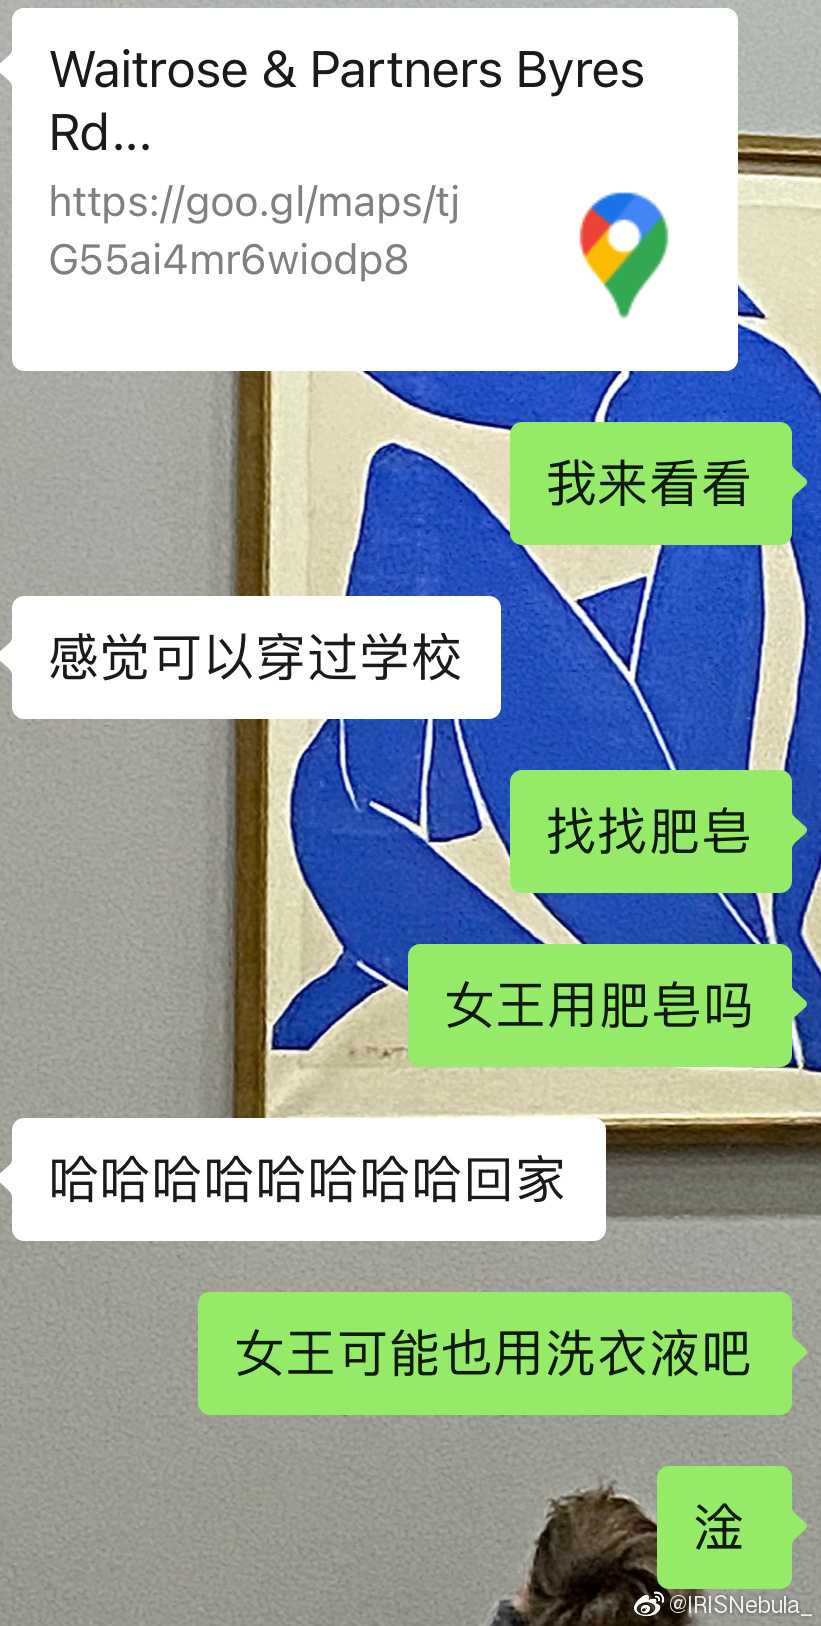 Waitrose & Partners Byres
Rd...
https://goo.gl/maps/tj
G55ai4mr6wiodp8
我来看看
感觉可以穿过学校
找找肥皂
女王用肥皂吗
哈哈哈哈哈哈哈哈回家
女王可能也用洗衣液吧
淦
@IRISNebula_